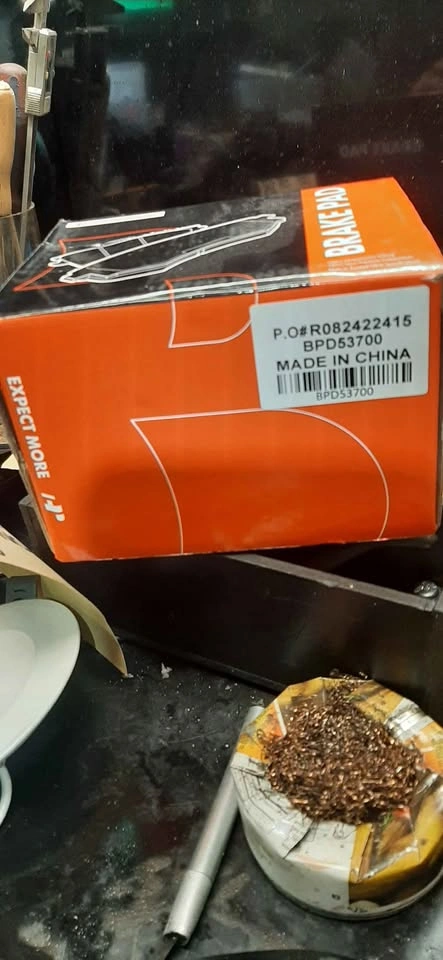 BRAKE PAD
P.O#R082422415
BPD53700
MADE IN CHINA
BPD53700
EXPECT MORE